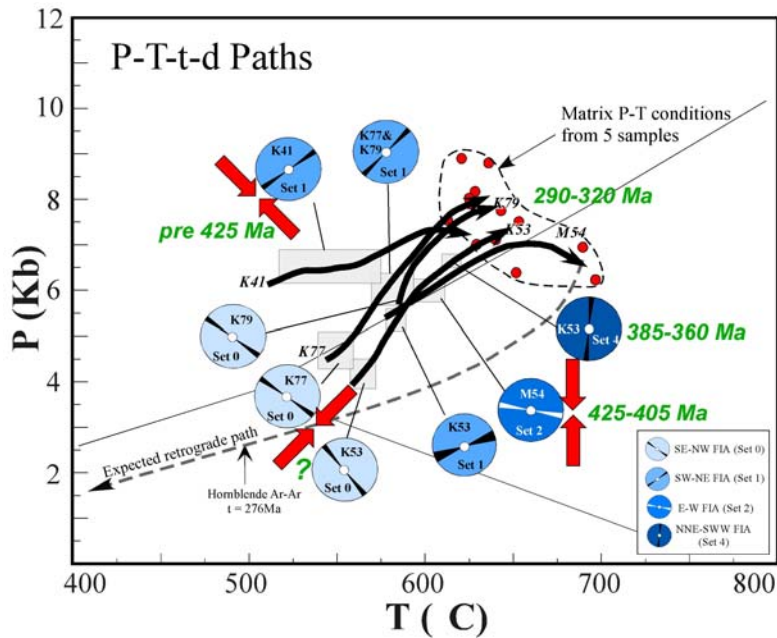 P-T-t-d Paths
12
10
8
6
4
2
0
P (Kb)
K41
Set 1
K77&
K79
Set 1
Matrix P-T conditions
from 5 samples
pre 425 Ma
290-320 Ma
K79
K53
M54
K41
K77
K79
Set 0
K77
Set 0
K53
Set 0
K53
Set 1
M54
Set 2
K53
Set 4
385-360 Ma
425-405 Ma
?
Expected retrograde path
Hornblende Ar-Ar
t = 276Ma
SE-NW FIA (Set 0)
SW-NE FIA (Set 1)
E-W FIA (Set 2)
NNE-SWW FIA
(Set 4)
400
500
600
700
800
T ( C)